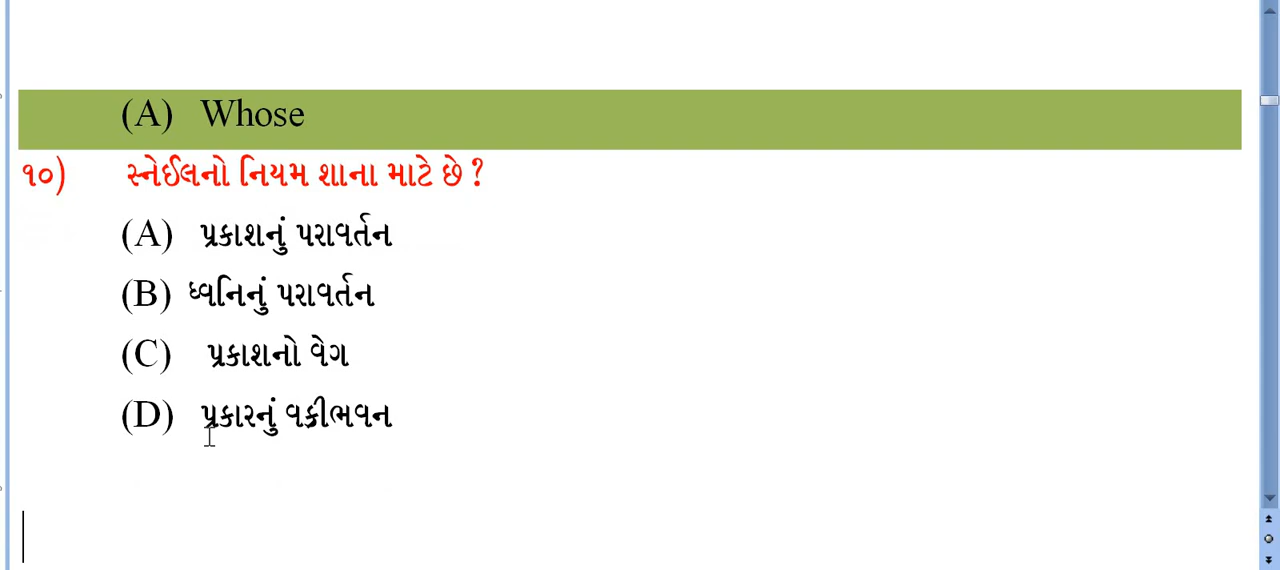 (A) Whose
૧૦) સ્નેઈલનો નિયમ શાના માટે છે ?
(A) પ્રકાશનું પરાવર્તન
(B) ધ્વનિનું પરાવર્તન
(C) પ્રકાશનો વેગ
(D) પ્રકારનું વક્રીભવન